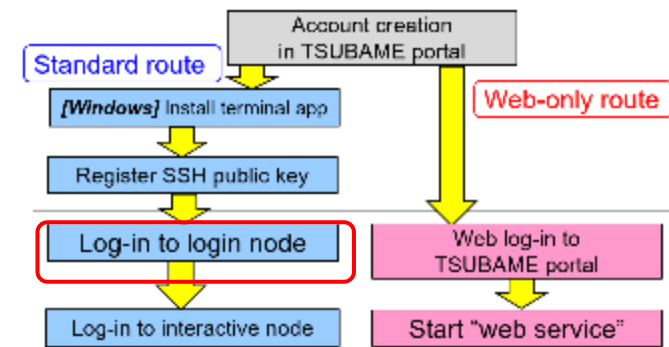 Account creation
in TSUBAME portal
Standard route
Web-only route
[Windows] Install terminal app
Register SSH public key
Log-in to login node
Web log-in to
TSUBAME portal
Log-in to interactive node
Start "web service"